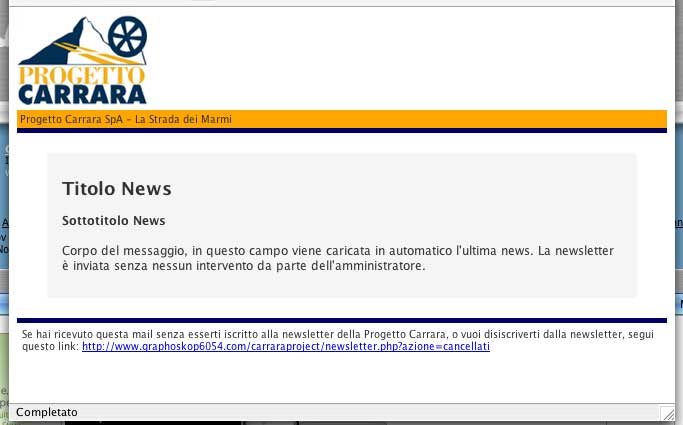 PROGETTO
CARRARA
Progetto Carrara SpA - La Strada dei Marmi
Titolo News
Sottotitolo News
Corpo del messaggio, in questo campo viene caricata in automatico l'ultima news. La newsletter
è inviata senza nessun intervento da parte dell'amministratore.
Se hai ricevuto questa mail senza esserti iscritto alla newsletter della Progetto Carrara, o vuoi disiscriverti dalla newsletter, segui
questo link: http://www.graphoskop6054.com/carraraproject/newsletter.php?azione=cancellati
Completato